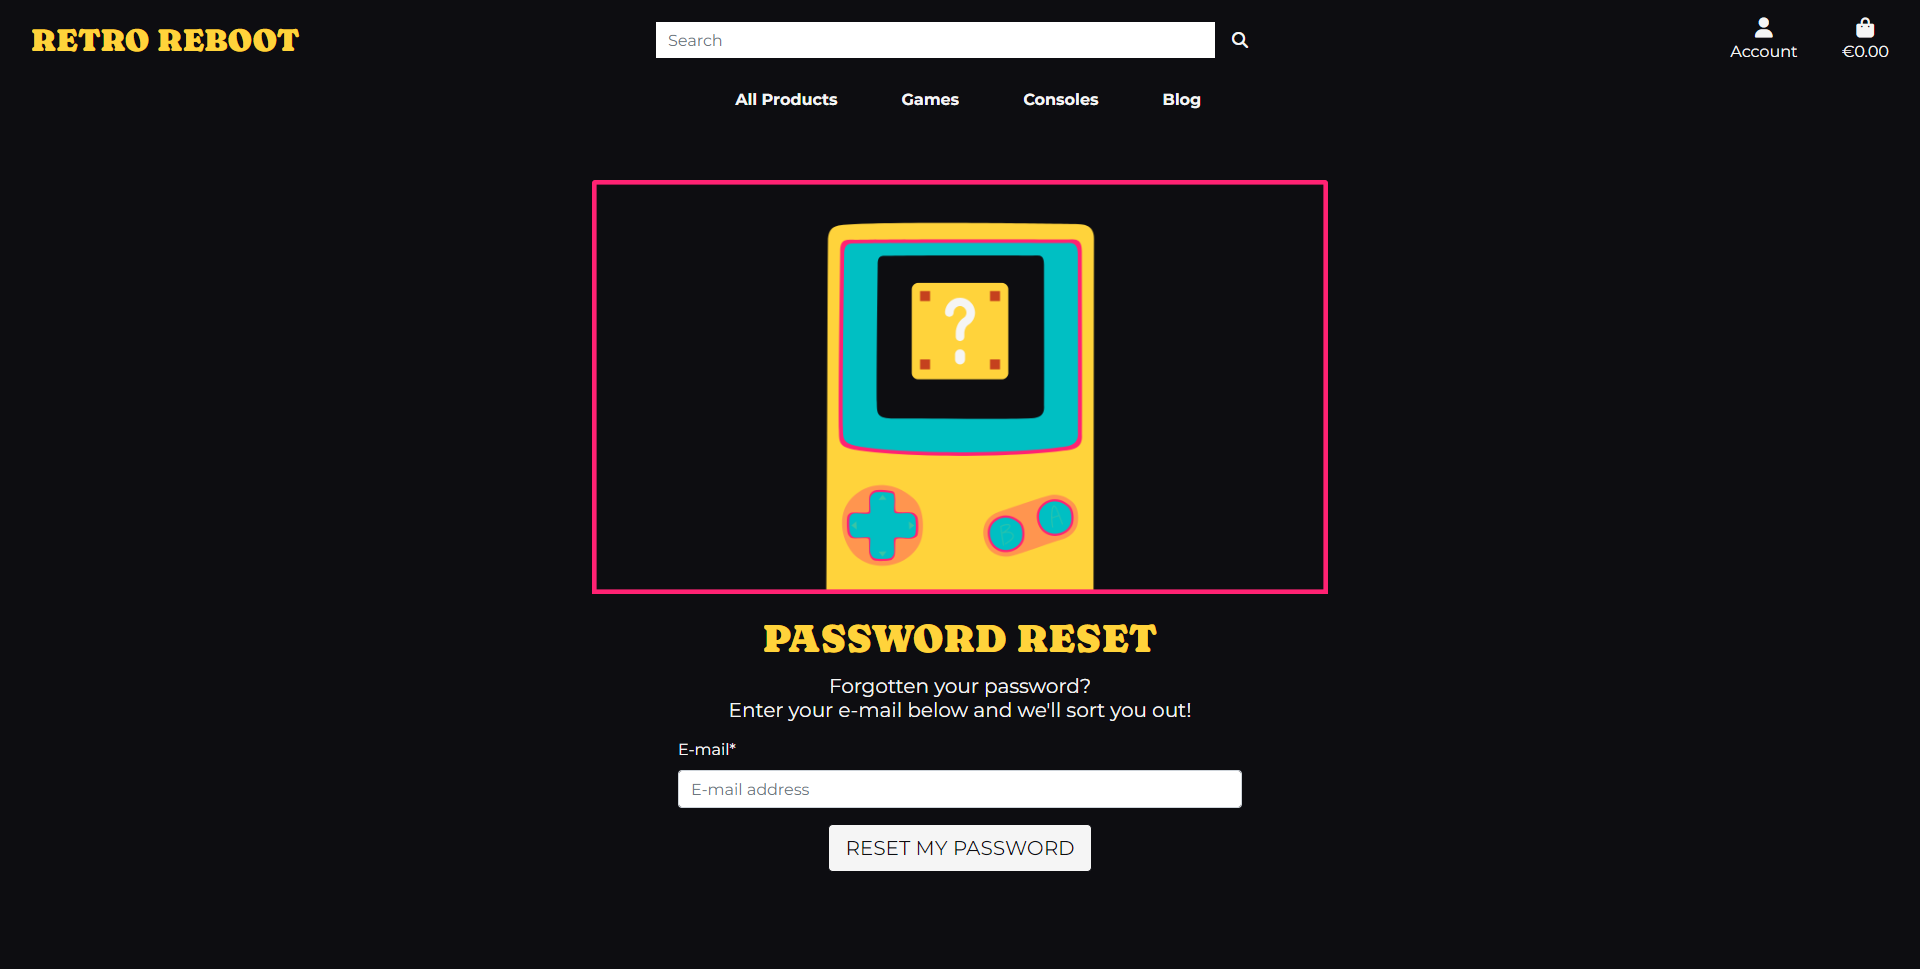 RETRO REBOOT
Search
Account
€0.00
All Products
Games
Consoles
Blog
?
B
A
PASSWORD RESET
Forgotten your password?
Enter your e-mail below and we'll sort you out!
E-mail*
E-mail address
RESET MY PASSWORD